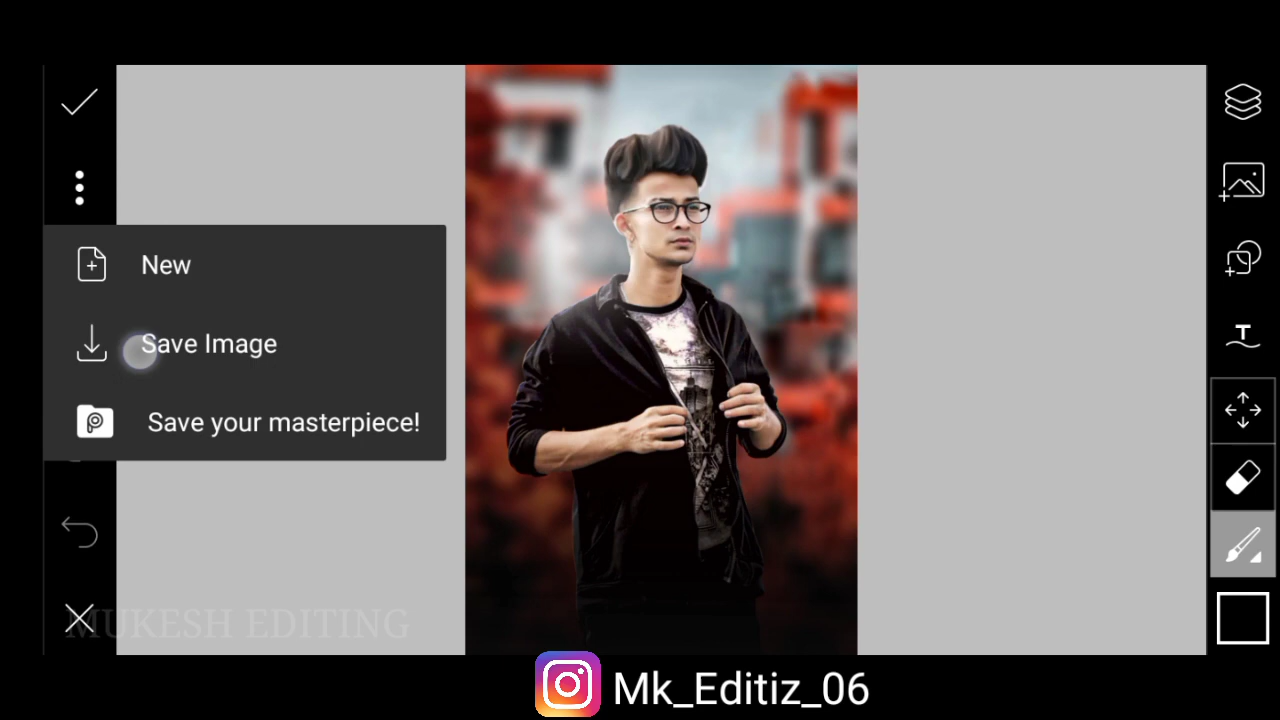 New
Save Image
Save your masterpiece!
T
MUKESH EDITING
Mk_Editiz_06